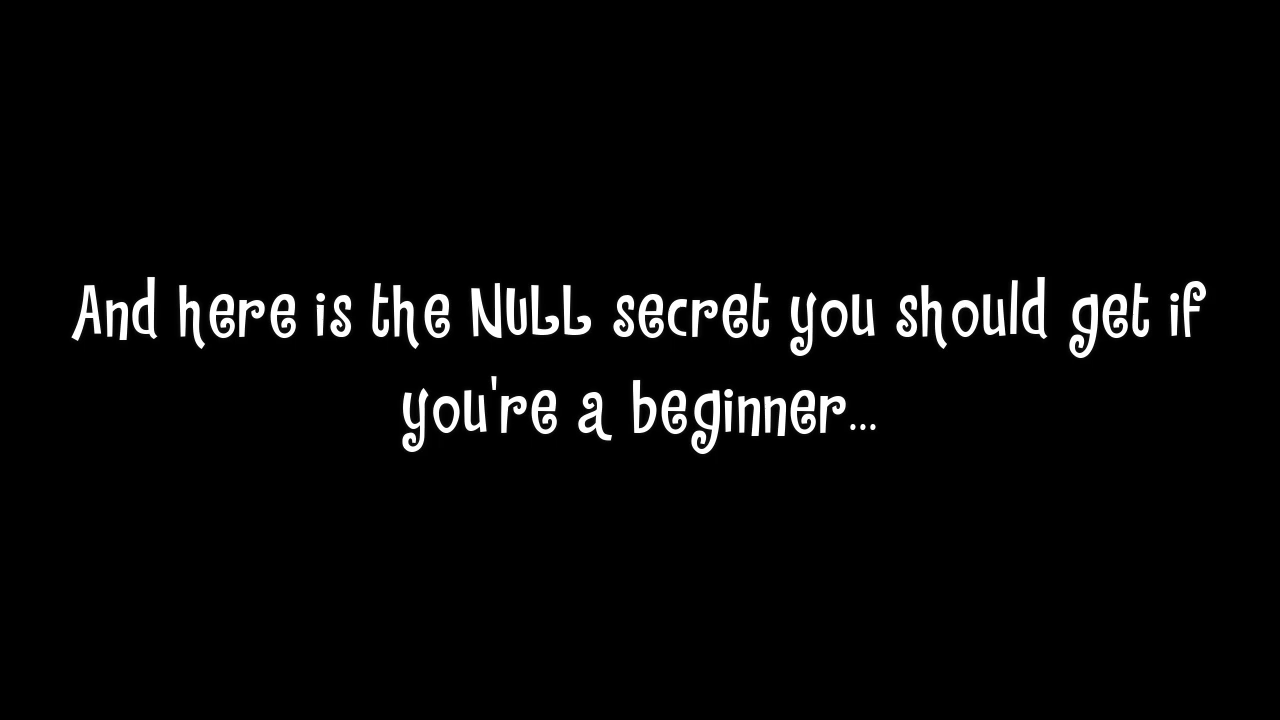 And here is the NULL secret you should get if
you're a beginner...